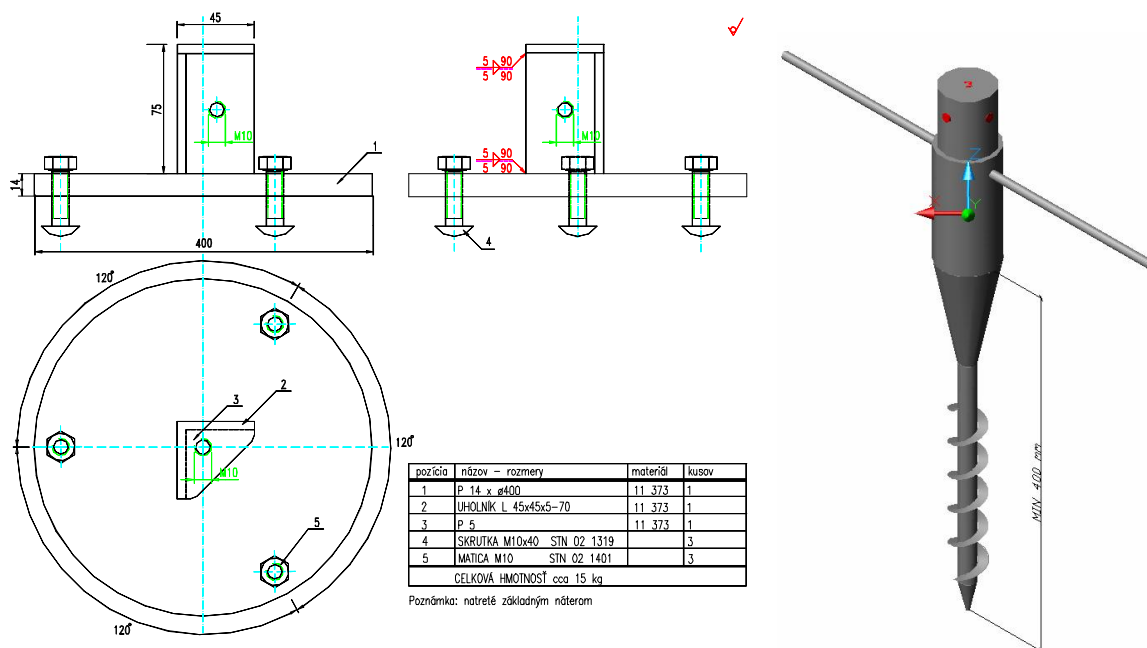 45
75
M10
14
1
400
5 90
5 90
M10
5 90
5 90
4
120°
120°
120°
3
2
M10
5
pozícia názov – rozmery materiál kusov
1 P 14 x ø400 11 373 1
2 UHOLNÍK L 45x45x5-70 11 373 1
3 P 5 11 373 1
4 SKRUTKA M10x40 STN 02 1319 3
5 MATICA M10 STN 02 1401 3
CELKOVÁ HMOTNOSŤ cca 15 kg
Poznámka: natreté základným náterom
Z
X
Y
MIN 400 mm